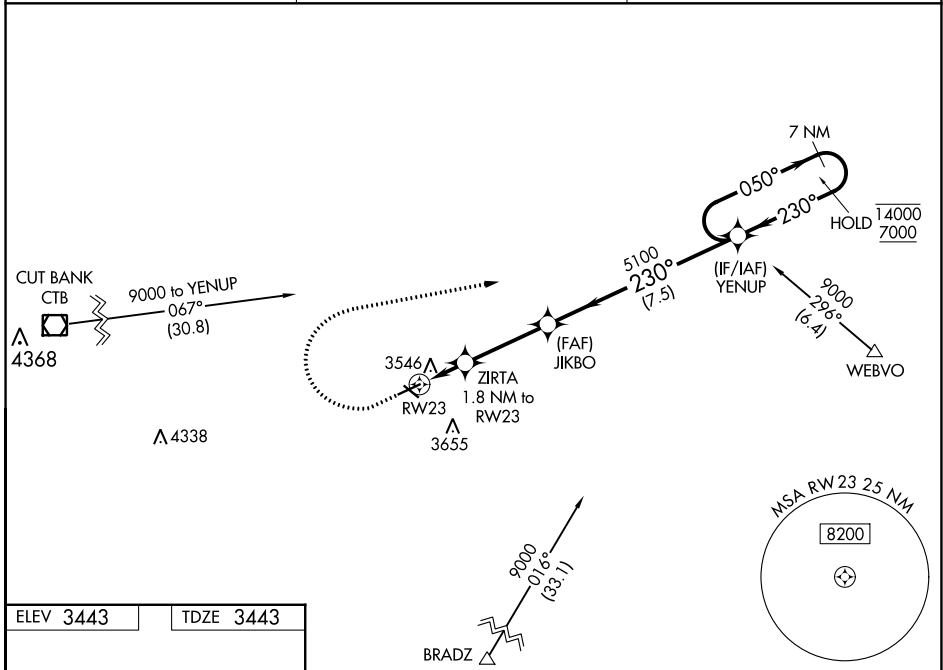 7 NM
050°
230°
HOLD
14000
7000
(IF/IAF)
YENUP
5100
230°
(7.5)
CUT BANK
CTB
9000 to YENUP
067°
(30.8)
4368
9000
296°
(6.4)
WEBVO
(FAF)
JIKBO
3546
ZIRTA
1.8 NM to
RW23
RW23
3655
4338
MSA RW23 25 NM
8200
9000
016°
(33.1)
BRADZ
ELEV 3443
TDZE 3443